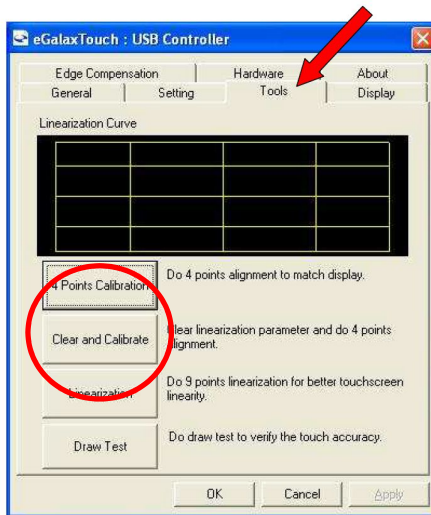 eGalaxTouch : USB Controller
Edge Compensation Hardware About
General Setting Tools Display
Linearization Curve
4 Points Calibration
Do 4 points alignment to match display.
Clear and Calibrate
Clear linearization parameter and do 4 points
alignment.
Linearization
Do 9 points linearization for better touchscreen
linearity.
Draw Test
Do draw test to verify the touch accuracy.
OK Cancel Apply